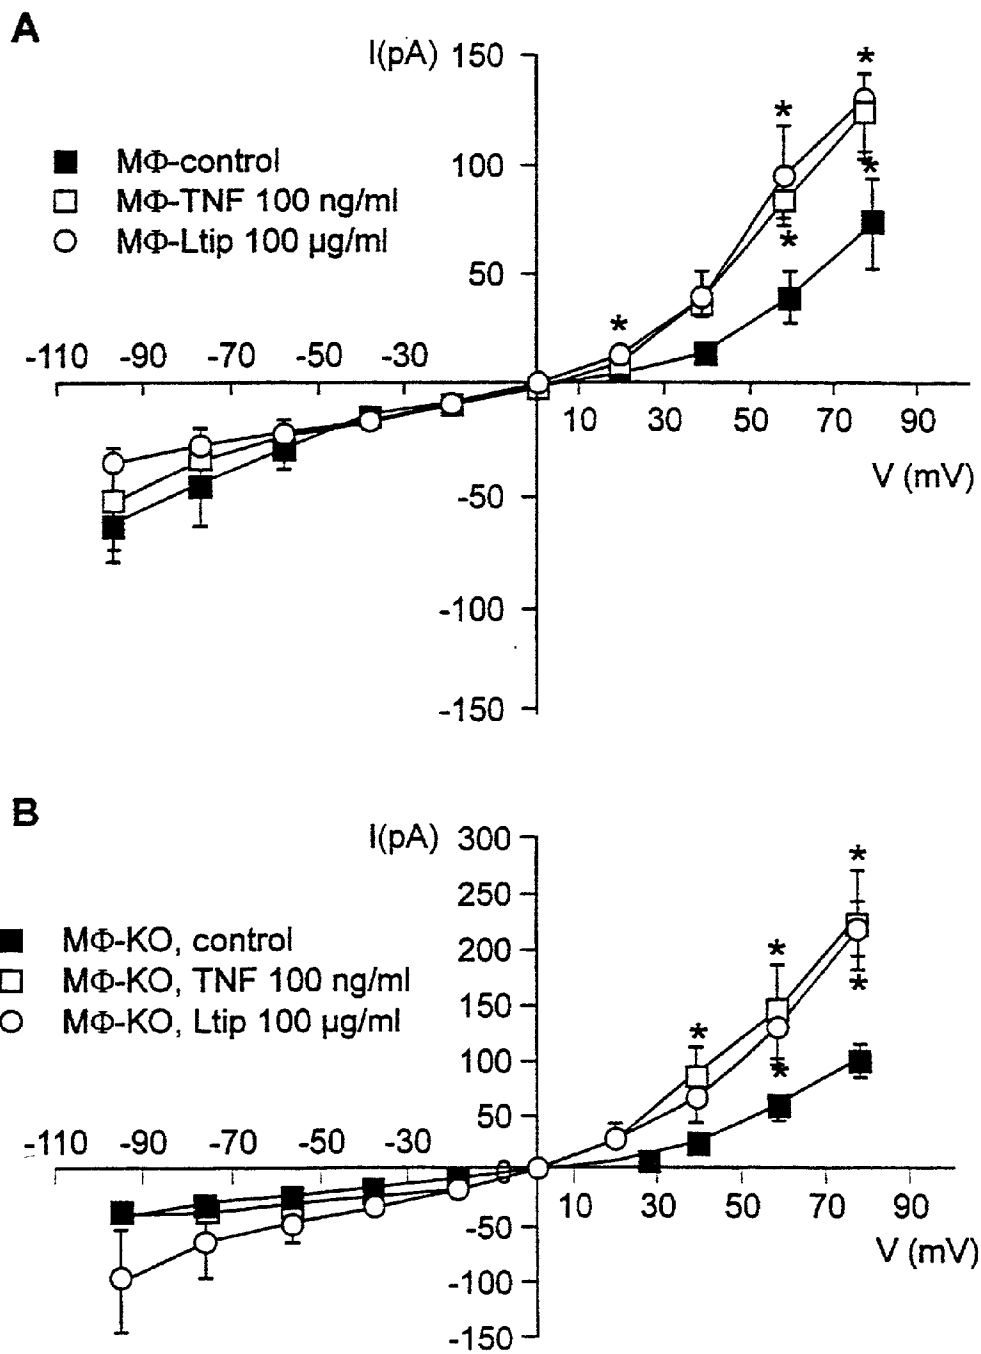 A
I(pA) 150
*
*
MΦ-control
100
*
MΦ-TNF 100 ng/ml
MΦ-Ltip 100 µg/ml
*
50
*
-110 -90 -70 -50 -30
10 30 50 70 90
V (mV)
-50
-100
-150
B
I(pA) 300
*
250
MΦ-KO, control
*
200
MΦ-KO, TNF 100 ng/ml
*
MΦ-KO, Ltip 100 µg/ml
150
*
100
*
50
-110 -90 -70 -50 -30
0
10 30 50 70 90
-50
V (mV)
-100
-150